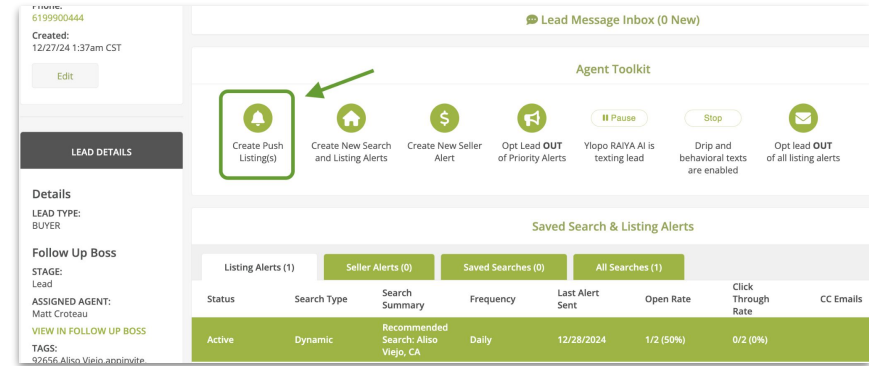 Phone:
6199900444
Created:
12/27/24 1:37am CST
Edit
LEAD DETAILS
Details
LEAD TYPE:
BUYER
Follow Up Boss
STAGE:
Lead
ASSIGNED AGENT:
Matt Croteau
VIEW IN FOLLOW UP BOSS
TAGS:
92656,Aliso Viejo,appinvite,
Lead Message Inbox (0 New)
Agent Toolkit
Create Push
Listing(s)
Create New Search
and Listing Alerts
$
Create New Seller
Alert
Opt Lead OUT
of Priority Alerts
Pause
Ylopo RAIYA AI is
texting lead
Stop
Drip and
behavioral texts
are enabled
Opt lead OUT
of all listing alerts
Saved Search & Listing Alerts
Listing Alerts (1) Seller Alerts (0) Saved Searches (0) All Searches (1)
Status Search Type Search Summary Frequency Last Alert Sent Open Rate Click Through Rate CC Emails
Active Dynamic Recommended Search: Aliso Viejo, CA Daily 12/28/2024 1/2 (50%) 0/2 (0%)